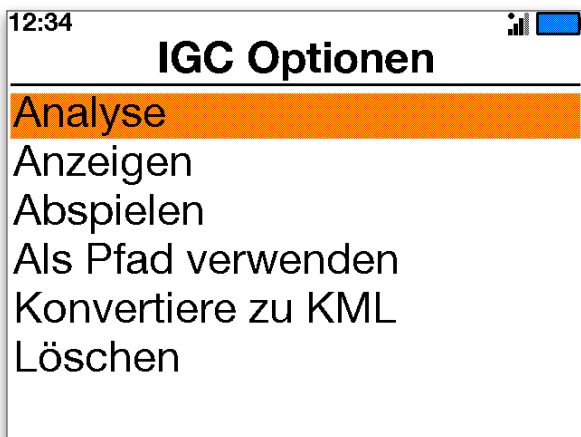 12:34
IGC Optionen
Analyse
Anzeigen
Abspielen
Als Pfad verwenden
Konvertiere zu KML
Löschen